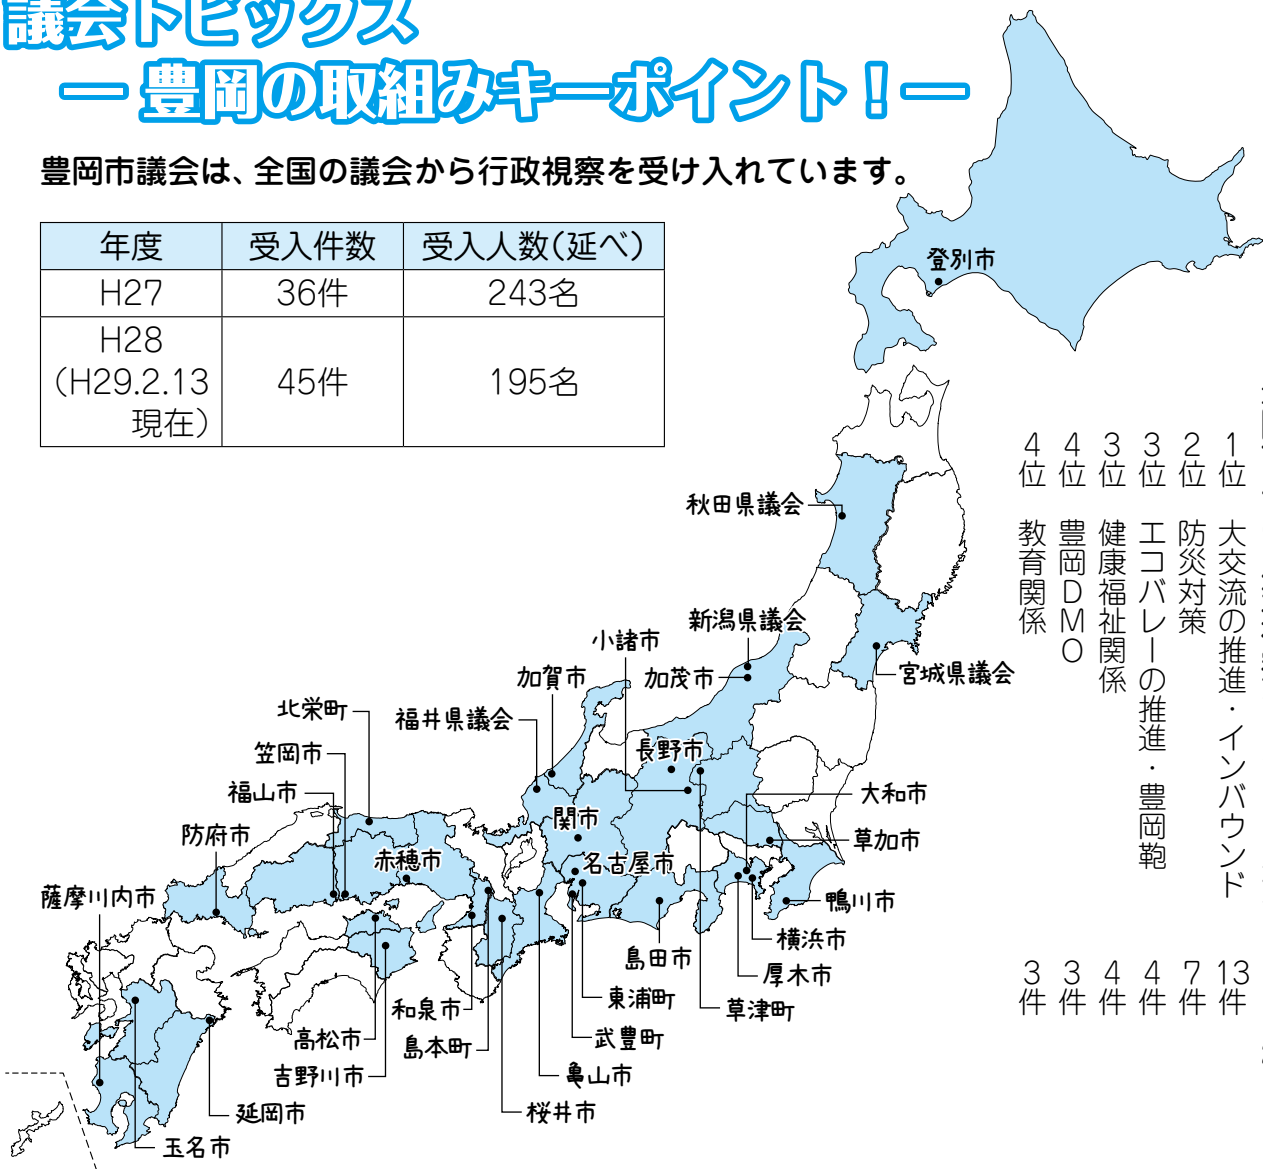 議会トピックス
― 豊岡の取組みキーポイント！―
豊岡市議会は、全国の議会から行政視察を受け入れています。
年度 受入件数 受入人数(延べ)
H27 36件 243名
H28
(H29.2.13
現在)
45件 195名
登別市
秋田県議会
新潟県議会
小諸市
加賀市
加茂市
宮城県議会
北栄町
福井県議会
笠岡市
長野市
福山市
大和市
防府市
関市
草加市
赤穂市
名古屋市
薩摩川内市
鴨川市
横浜市
島田市
厚木市
東浦町
草津町
和泉市
高松市
島本町
武豊町
吉野川市
亀山市
延岡市
桜井市
玉名市
1位 大交流の推進・インバウンド 13件
2位 防災対策 7件
3位 エコバレーの推進・豊岡鞄 4件
3位 健康福祉関係 4件
4位 豊岡DMO 3件
4位 教育関係 3件